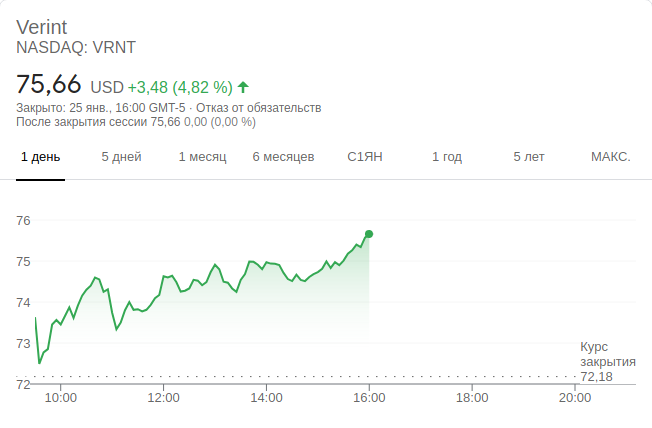 Verint
NASDAQ: VRNT
75,66 USD +3,48 (4,82 %)
Закрыто: 25 янв., 16:00 GMT-5 · Отказ от обязательств
После закрытия сессии 75,66 0,00 (0,00 %)
1 день 5 дней 1 месяц 6 месяцев С1ЯН 1 год 5 лет МАКС.
76
75
74
73
Курс
закрытия
72,18
72
10:00 12:00 14:00 16:00 18:00 20:00